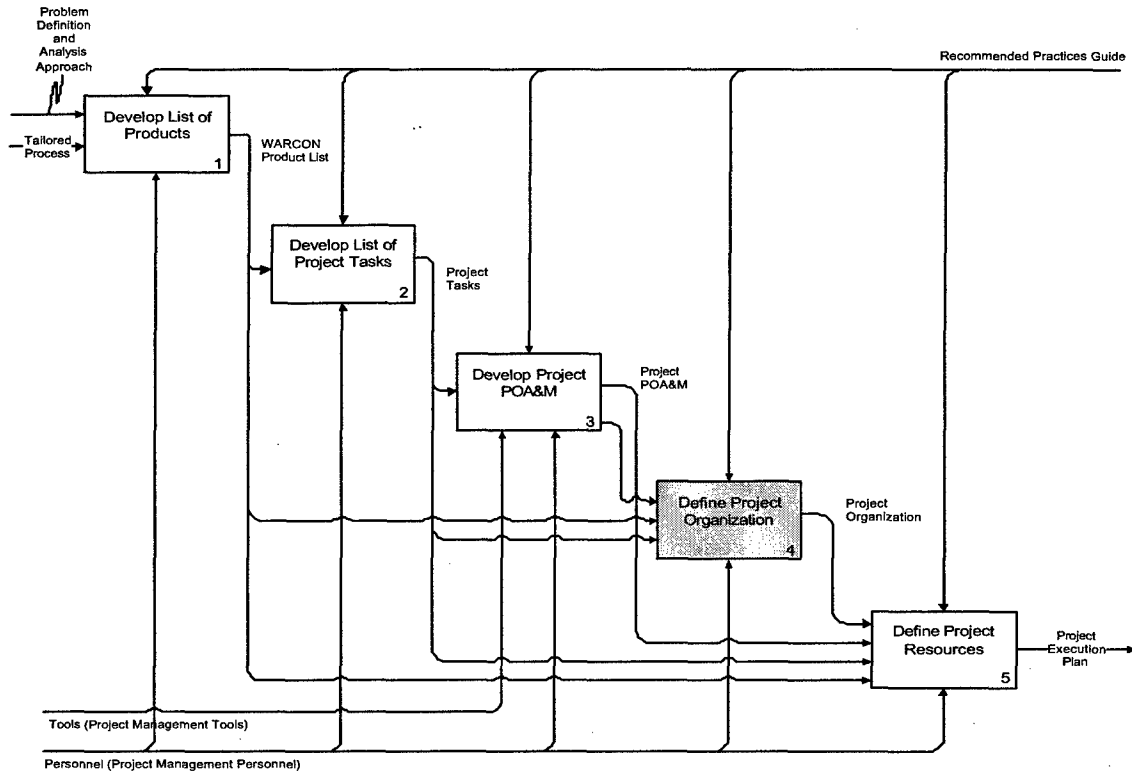 Problem
Definition
and
Analysis
Approach
Recommended Practices Guide
Develop List of
Products
1
Tailored
Process
WARCON
Product List
Develop List of
Project Tasks
2
Project
Tasks
Develop Project
POA&M
3
Project
POA&M
Define Project
Organization
4
Project
Organization
Define Project
Resources
5
Project
Execution
Plan
Tools (Project Management Tools)
Personnel (Project Management Personnel)